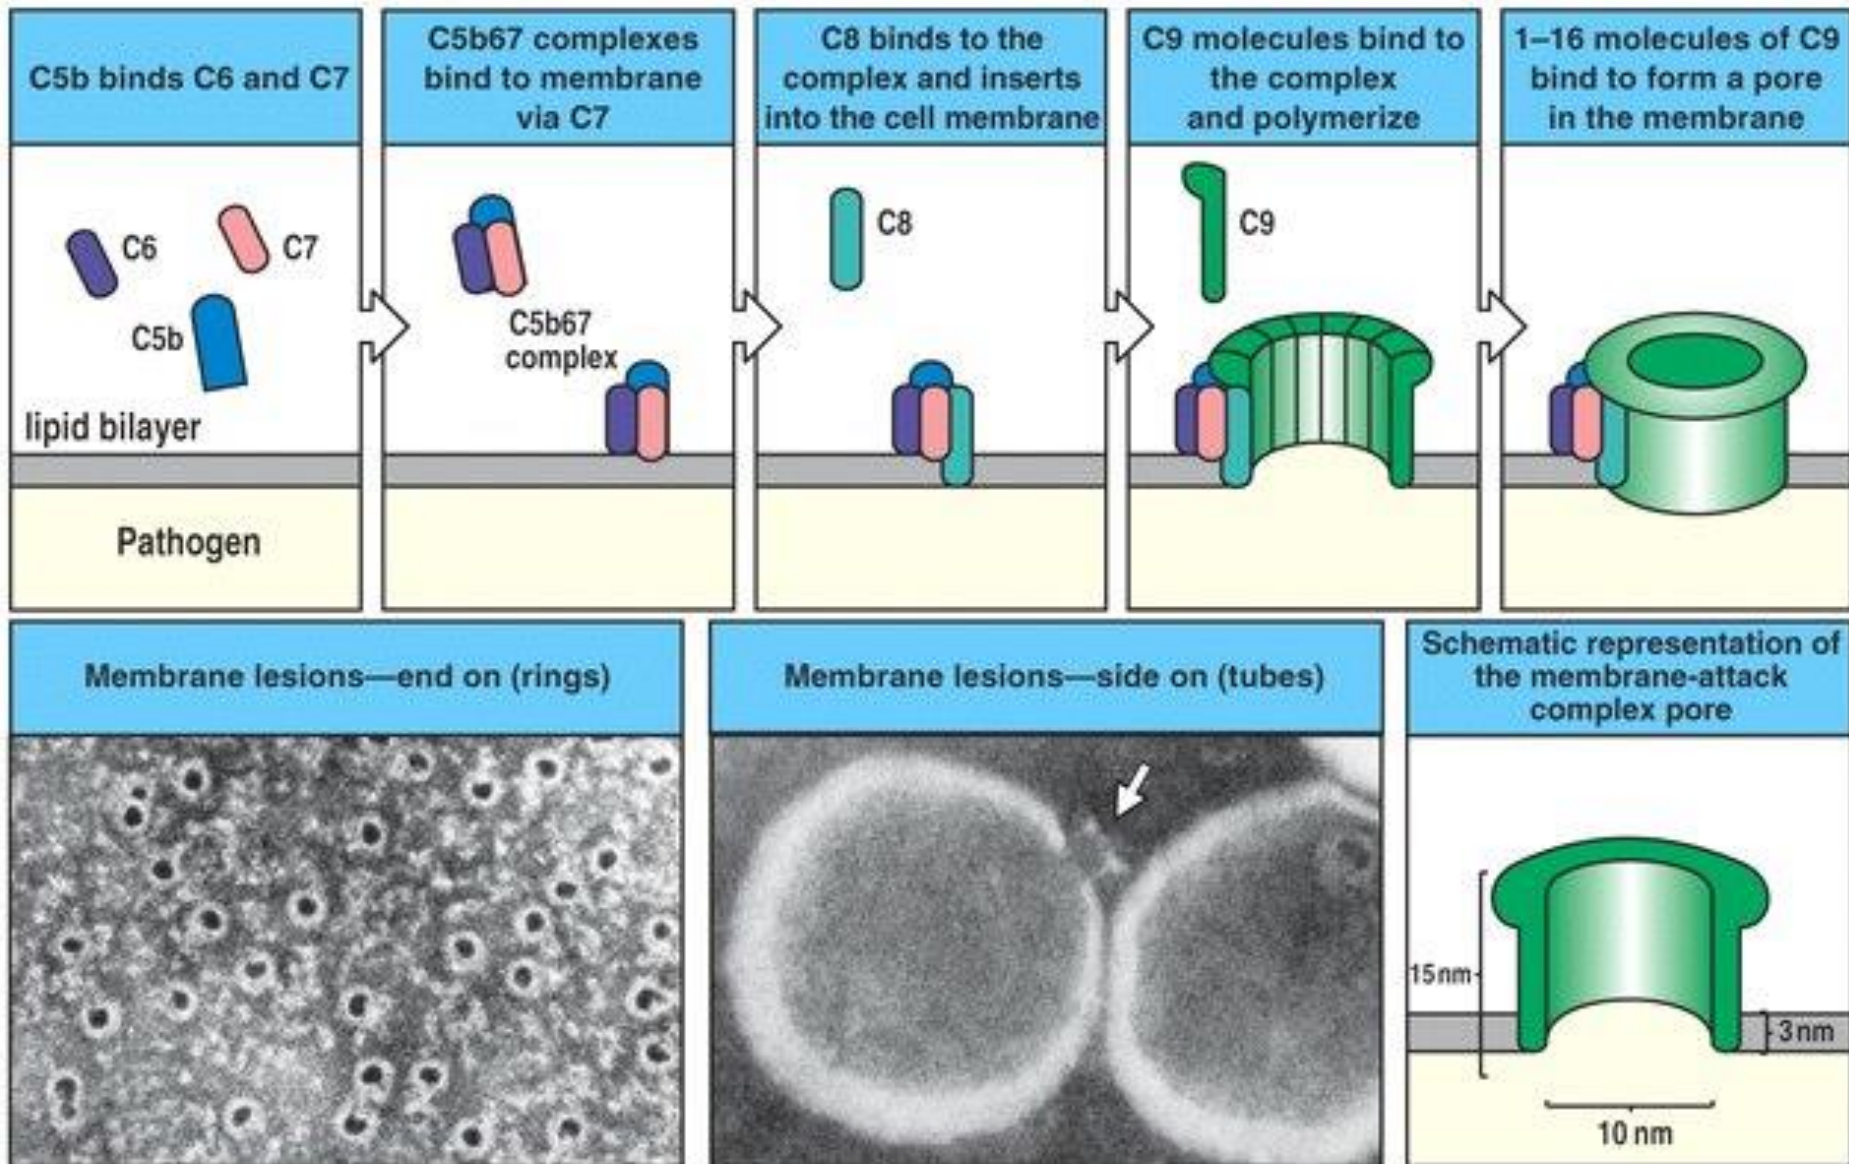 C5b binds C6 and C7
C5b67 complexes
bind to membrane
via C7
C8 binds to the
complex and inserts
into the cell membrane
C9 molecules bind to
the complex
and polymerize
1–16 molecules of C9
bind to form a pore
in the membrane
C6
C7
C5b
lipid bilayer
Pathogen
C5b67
complex
C8
C9
Membrane lesions—end on (rings)
Membrane lesions—side on (tubes)
Schematic representation of
the membrane-attack
complex pore
15 nm
3 nm
10 nm